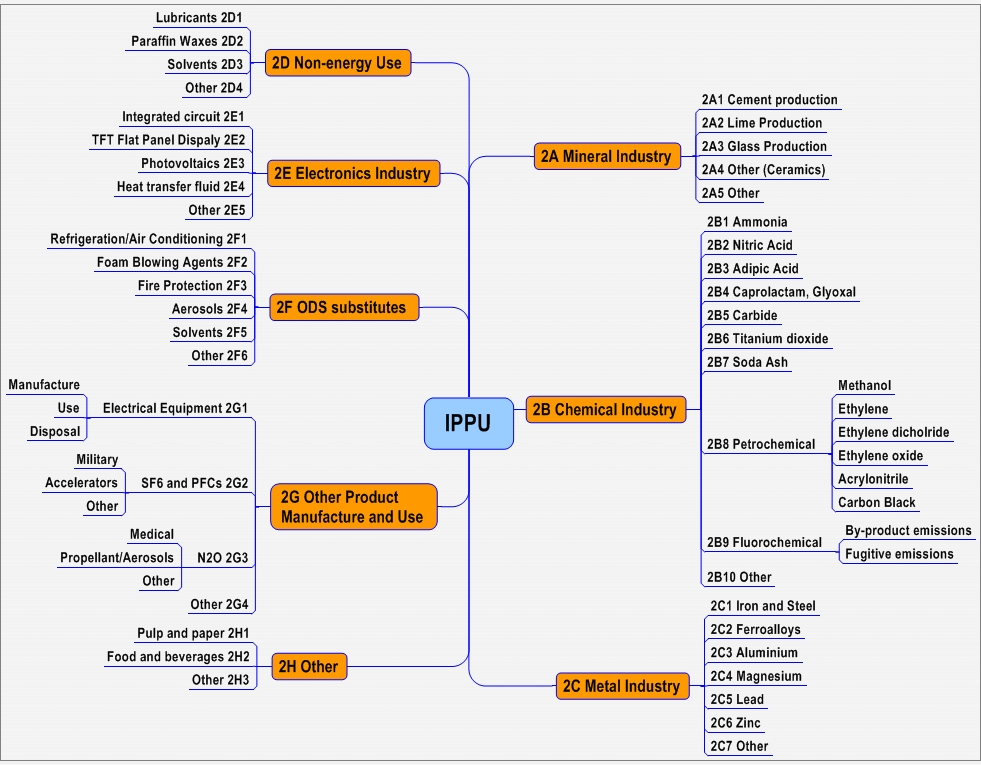 Lubricants 2D1
Paraffin Waxes 2D2
Solvents 2D3
Other 2D4
2D Non-energy Use
Integrated circuit 2E1
TFT Flat Panel Dispaly 2E2
Photovoltaics 2E3
Heat transfer fluid 2E4
Other 2E5
2E Electronics Industry
Refrigeration/Air Conditioning 2F1
Foam Blowing Agents 2F2
Fire Protection 2F3
Aerosols 2F4
Solvents 2F5
Other 2F6
2F ODS substitutes
Manufacture
Use
Disposal
Electrical Equipment 2G1
Military
Accelerators
Other
SF6 and PFCs 2G2
Medical
Propellant/Aerosols
Other
N2O 2G3
Other 2G4
2G Other Product
Manufacture and Use
Pulp and paper 2H1
Food and beverages 2H2
Other 2H3
2H Other
IPPU
2A Mineral Industry
2A1 Cement production
2A2 Lime Production
2A3 Glass Production
2A4 Other (Ceramics)
2A5 Other
2B Chemical Industry
2B1 Ammonia
2B2 Nitric Acid
2B3 Adipic Acid
2B4 Caprolactam, Glyoxal
2B5 Carbide
2B6 Titanium dioxide
2B7 Soda Ash
2B8 Petrochemical
Methanol
Ethylene
Ethylene dicholride
Ethylene oxide
Acrylonitrile
Carbon Black
2B9 Fluorochemical
By-product emissions
Fugitive emissions
2B10 Other
2C Metal Industry
2C1 Iron and Steel
2C2 Ferroalloys
2C3 Aluminium
2C4 Magnesium
2C5 Lead
2C6 Zinc
2C7 Other